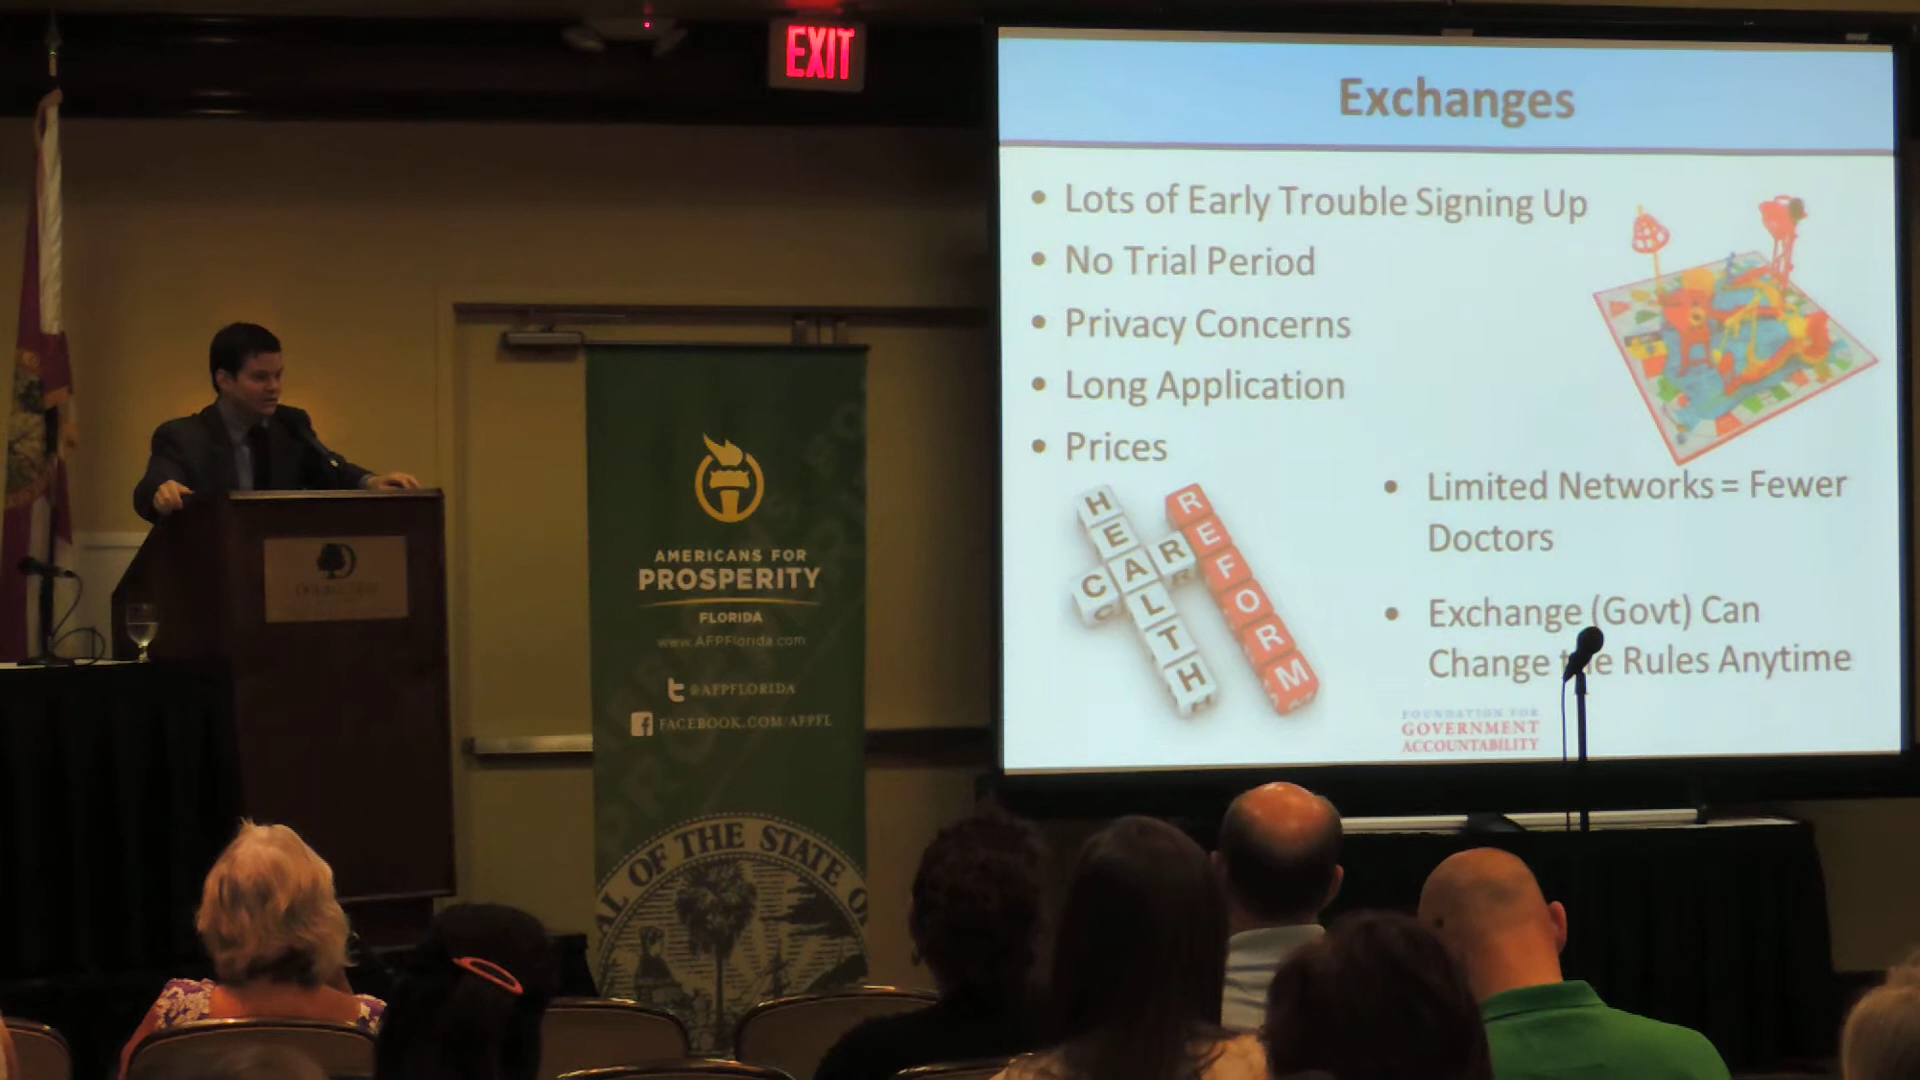 EXIT
Exchanges
• Lots of Early Trouble Signing Up
• No Trial Period
• Privacy Concerns
• Long Application
• Prices
• Limited Networks = Fewer
Doctors
• Exchange (Govt) Can
Change the Rules Anytime
HEALTH
CARE
REFORM
FOUNDATION FOR
GOVERNMENT
ACCOUNTABILITY
AMERICANS FOR
PROSPERITY
FLORIDA
www.AFPFlorida.com
@AFPFLORIDA
FACEBOOK.COM/AFPFL
OF THE STATE